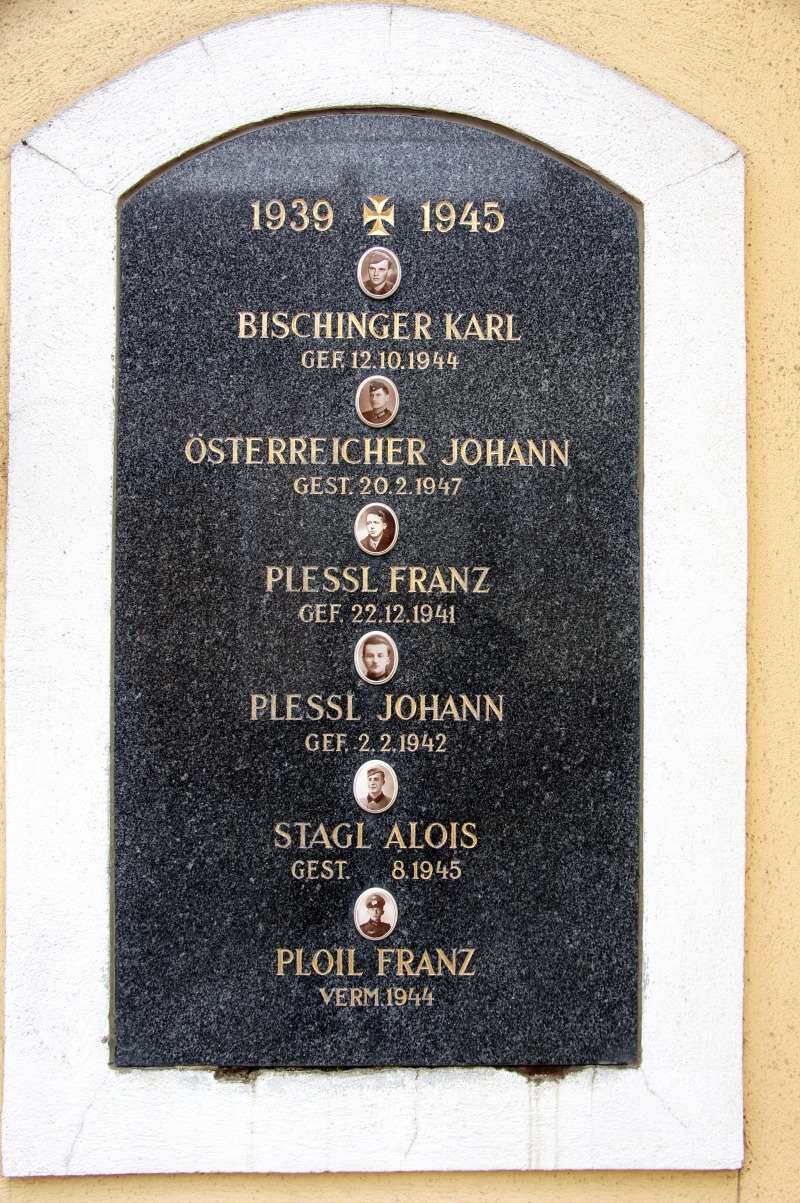 1939 1945
BISCHINGER KARL
GEF. 12.10.1944
ÖSTERREICHER JOHANN
GEST. 20.2.1947
PLESSL FRANZ
GEF. 22.12.1941
PLESSL JOHANN
GEF. 2.2.1942
STAGL ALOIS
GEST. 8.1945
PLOIL FRANZ
VERM.1944